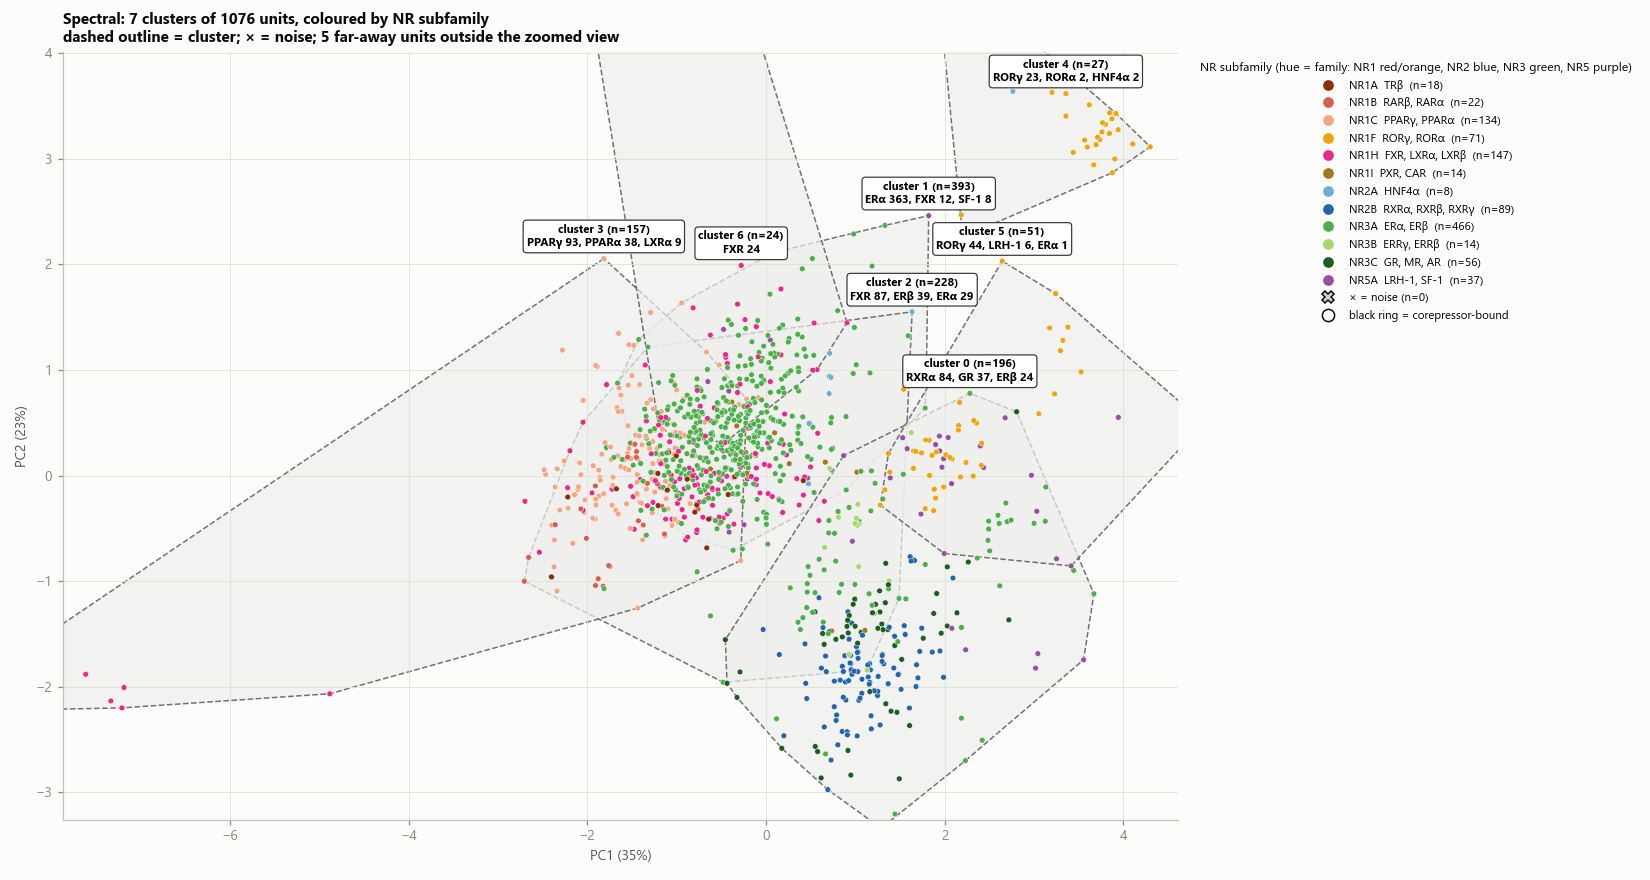 Spectral: 7 clusters of 1076 units, coloured by NR subfamily
dashed outline = cluster; × = noise; 5 far-away units outside the zoomed view
cluster 4 (n=27)
RORγ 23, RORα 2, HNF4α 2
cluster 1 (n=393)
ERα 363, FXR 12, SF-1 8
cluster 3 (n=157)
PPARγ 93, PPARα 38, LXRα 9
cluster 6 (n=24)
FXR 24
cluster 5 (n=51)
RORγ 44, LRH-1 6, ERα 1
cluster 2 (n=228)
FXR 87, ERβ 39, ERα 29
cluster 0 (n=196)
RXRα 84, GR 37, ERβ 24
4
3
2
1
0
−1
−2
−3
PC2 (23%)
−6
−4
−2
0
2
4
PC1 (35%)
NR subfamily (hue = family: NR1 red/orange, NR2 blue, NR3 green, NR5 purple)
NR1A TRβ (n=18)
NR1B RARβ, RARα (n=22)
NR1C PPARγ, PPARα (n=134)
NR1F RORγ, RORα (n=71)
NR1H FXR, LXRα, LXRβ (n=147)
NR1I PXR, CAR (n=14)
NR2A HNF4α (n=8)
NR2B RXRα, RXRβ, RXRγ (n=89)
NR3A ERα, ERβ (n=466)
NR3B ERRγ, ERRβ (n=14)
NR3C GR, MR, AR (n=56)
NR5A LRH-1, SF-1 (n=37)
× = noise (n=0)
black ring = corepressor-bound